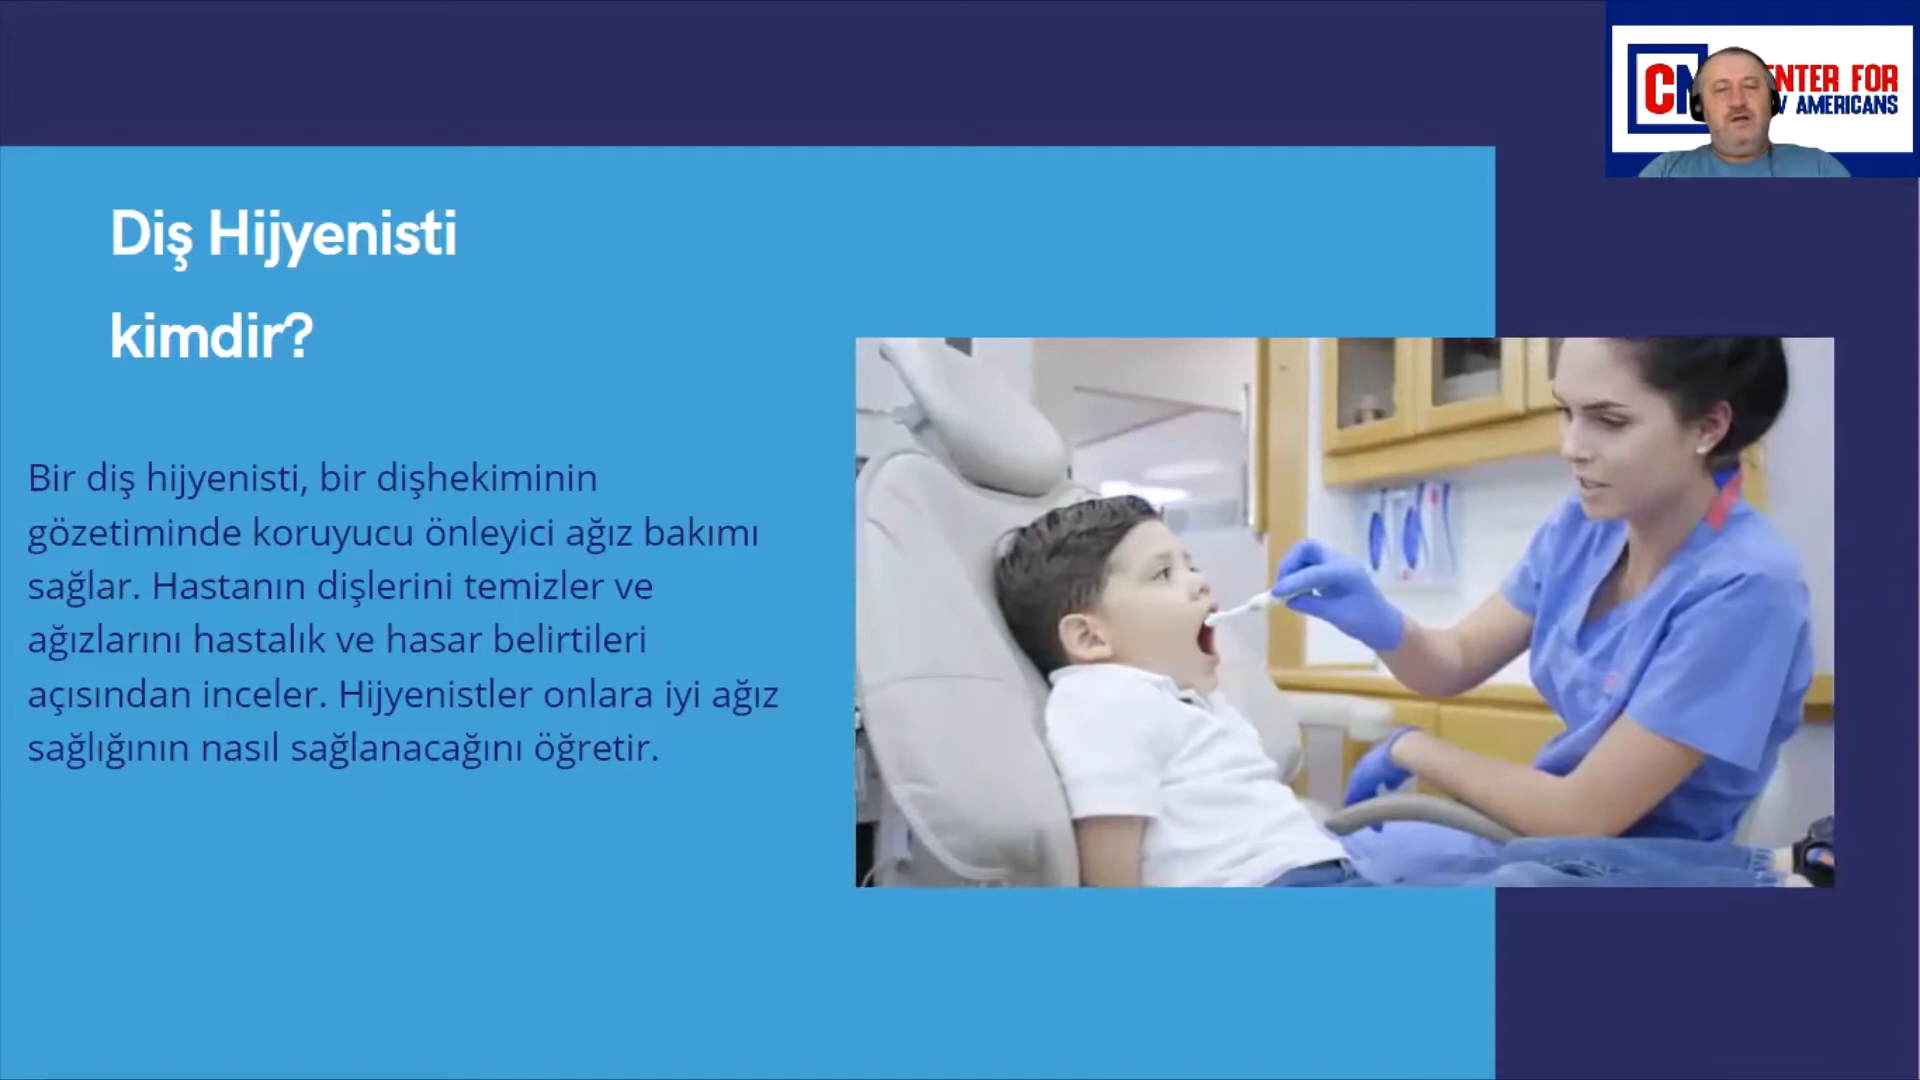 Diş Hijyenisti
kimdir?
Bir diş hijyenisti, bir dişhekiminin
gözetiminde koruyucu önleyici ağız bakımı
sağlar. Hastanın dişlerini temizler ve
ağızlarını hastalık ve hasar belirtileri
açısından inceler. Hijyenistler onlara iyi ağız
sağlığının nasıl sağlanacağını öğretir.
FOR
AMERICANS